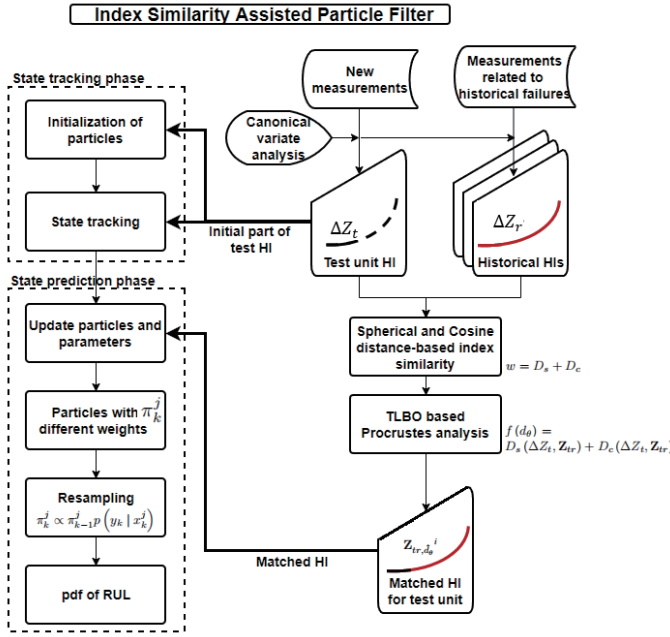 Index Similarity Assisted Particle Filter
State tracking phase
Initialization of
particles
State tracking
New
measurements
Measurements
related to
historical failures
Canonical
variate
analysis
Initial part of
test HI
ΔZ_t
Test unit HI
ΔZ_r
Historical HIs
State prediction phase
Update particles and
parameters
Particles with π_k^j
different weights
Resampling
π_k^j ∝ π_{k-1}^j p (y_k | x_k^j)
pdf of RUL
Spherical and Cosine
distance-based index
similarity
w = D_s + D_c
TLBO based
Procrustes analysis
f(d_θ) =
D_s (ΔZ_t, Z_tr) + D_c(ΔZ_t, Z_tr)
Matched HI
Z_{tr,d_θ^i}
Matched HI
for test unit